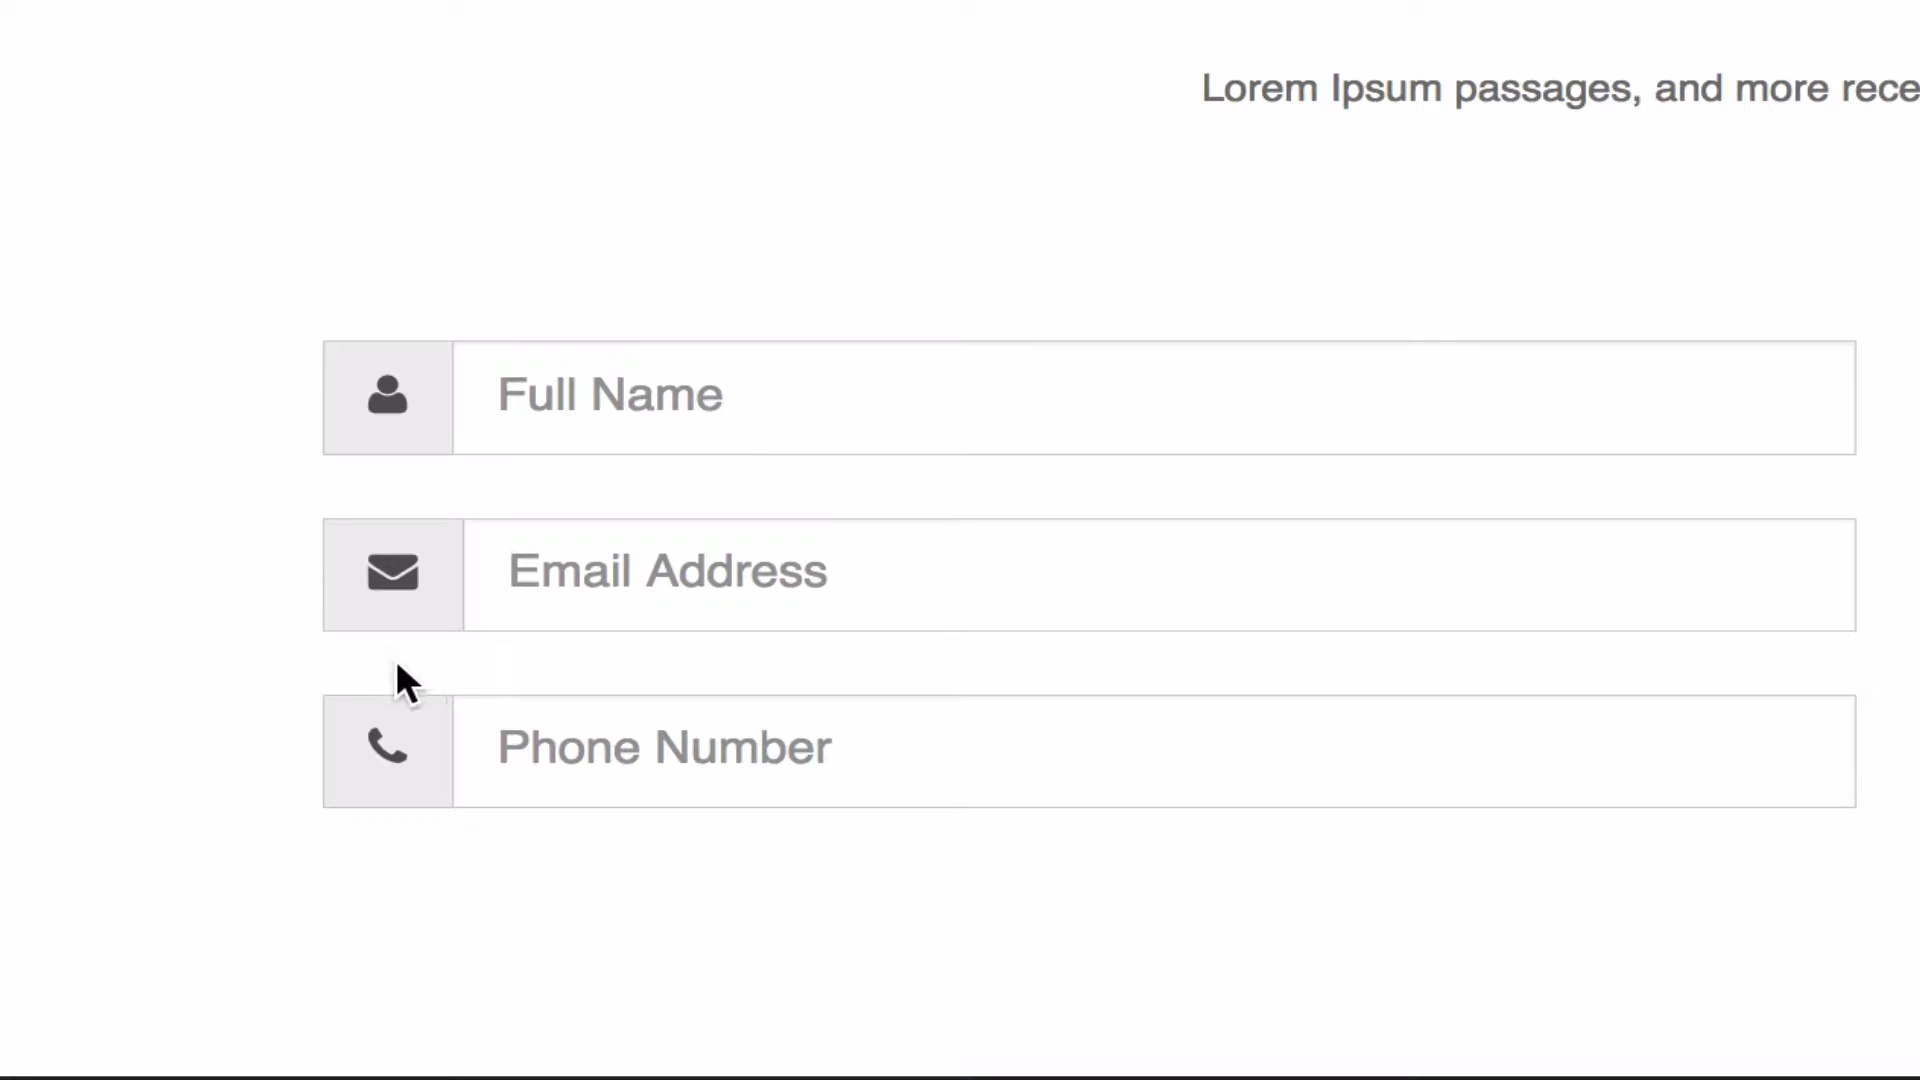 Lorem Ipsum passages, and more rece
Full Name
Email Address
Phone Number